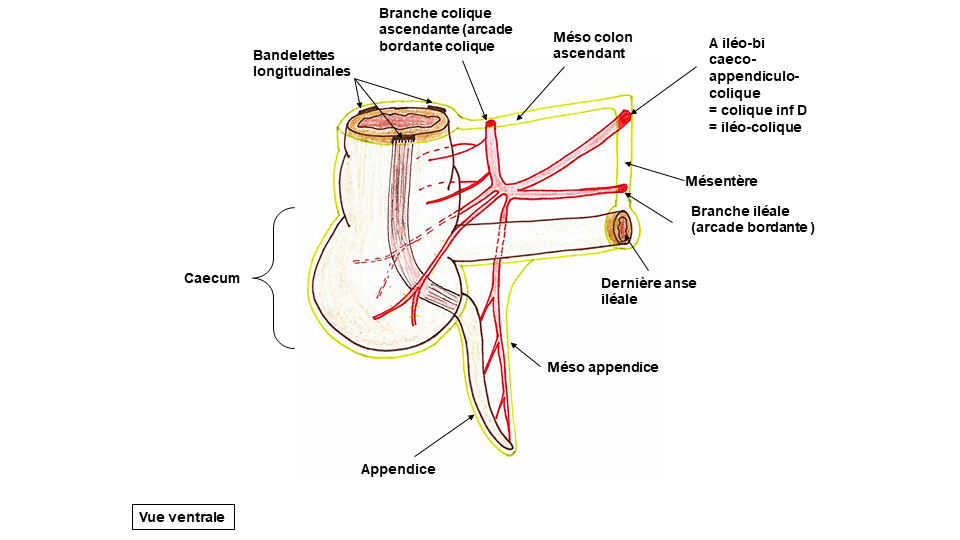 Branche colique
ascendante (arcade
bordante colique
Méso colon
ascendant
A iléo-bi
caeco-
appendiculo-
colique
= colique inf D
= iléo-colique
Bandelettes
longitudinales
Mésentère
Branche iléale
(arcade bordante )
Caecum
Dernière anse
iléale
Méso appendice
Appendice
Vue ventrale